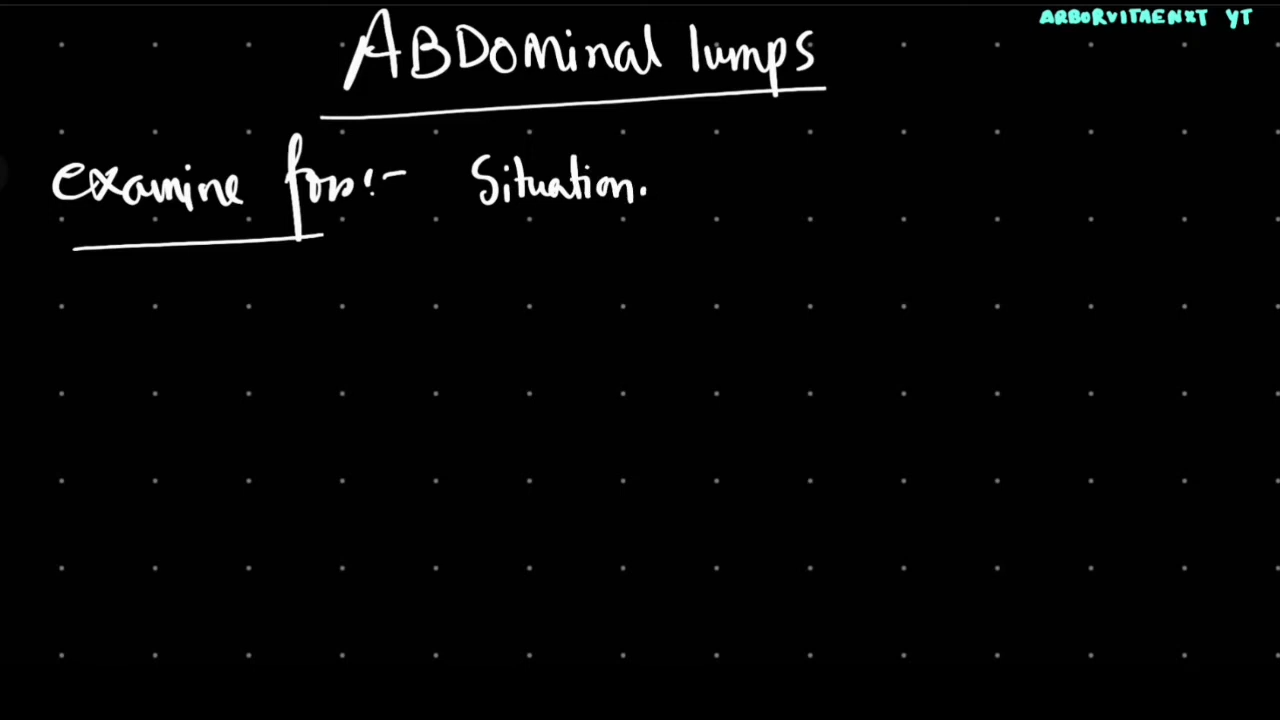 ARBORVITAENXT YT
ABDominal lumps
examine for:- Situation.